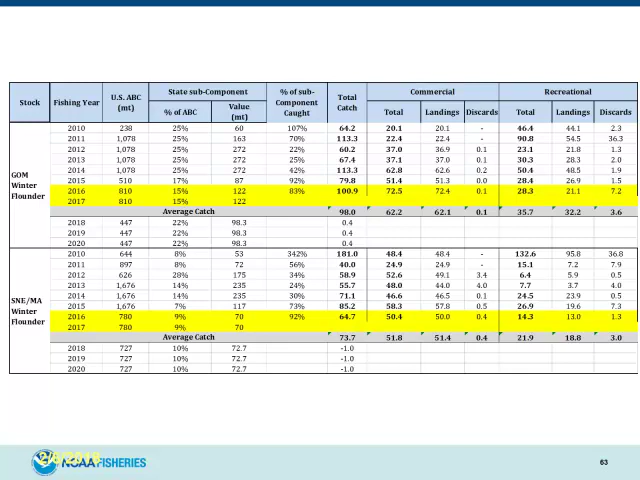 Stock Fishing Year U.S. ABC (mt) State sub-Component % of sub-Component Caught Total Catch Commercial Recreational
% of ABC Value (mt) Total Landings Discards Total Landings Discards
GOM Winter Flounder
2010 238 25% 60 107% 64.2 20.1 20.1 - 46.4 44.1 2.3
2011 1,078 25% 163 70% 113.3 22.4 22.4 - 90.8 54.5 36.3
2012 1,078 25% 272 22% 60.2 37.0 36.9 0.1 23.1 21.8 1.3
2013 1,078 25% 272 25% 67.4 37.1 37.0 0.1 30.3 28.3 2.0
2014 1,078 25% 272 42% 113.3 62.8 62.6 0.2 50.4 48.5 1.9
2015 510 17% 87 92% 79.8 51.4 51.3 0.0 28.4 26.9 1.5
2016 810 15% 122 83% 100.9 72.5 72.4 0.1 28.3 21.1 7.2
2017 810 15% 122
Average Catch 98.0 62.2 62.1 0.1 35.7 32.2 3.6
2018 447 22% 98.3 0.4
2019 447 22% 98.3 0.4
2020 447 22% 98.3 0.4
SNE/MA Winter Flounder
2010 644 8% 53 342% 181.0 48.4 48.4 - 132.6 95.8 36.8
2011 897 8% 72 56% 40.0 24.9 24.9 - 15.1 7.2 7.9
2012 626 28% 175 34% 58.9 52.6 49.1 3.4 6.4 5.9 0.5
2013 1,676 14% 235 24% 55.7 48.0 44.0 4.0 7.7 3.7 4.0
2014 1,676 14% 235 30% 71.1 46.6 46.5 0.1 24.5 23.9 0.5
2015 1,676 7% 117 73% 85.2 58.3 57.8 0.5 26.9 19.6 7.3
2016 780 9% 70 92% 64.7 50.4 50.0 0.4 14.3 13.0 1.3
2017 780 9% 70
Average Catch 73.7 51.8 51.4 0.4 21.9 18.8 3.0
2018 727 10% 72.7 -1.0
2019 727 10% 72.7 -1.0
2020 727 10% 72.7 -1.0
NOAA FISHERIES
63